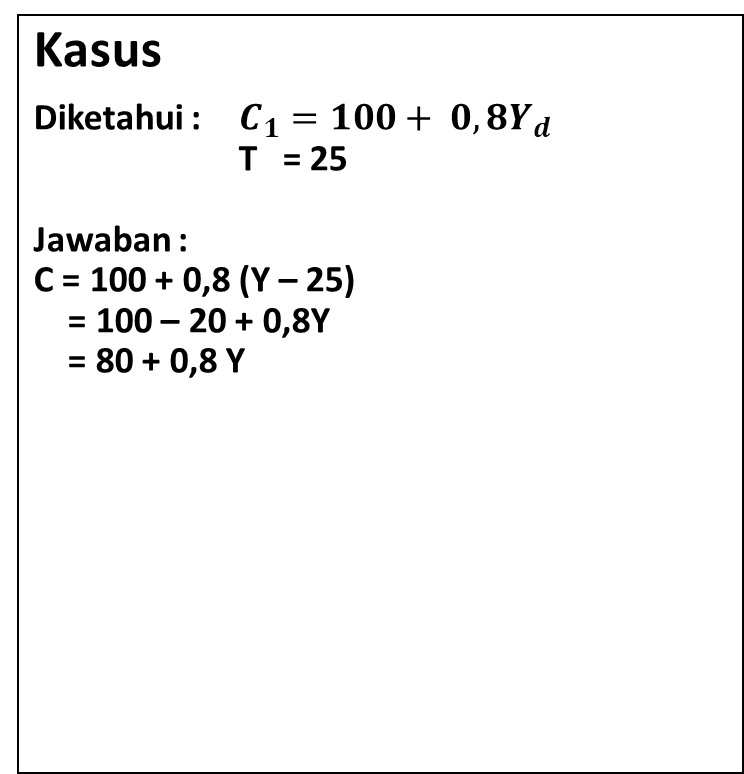 Kasus
Diketahui : C₁ = 100 + 0,8Y_d
T = 25
Jawaban :
C = 100 + 0,8 (Y – 25)
= 100 – 20 + 0,8Y
= 80 + 0,8 Y